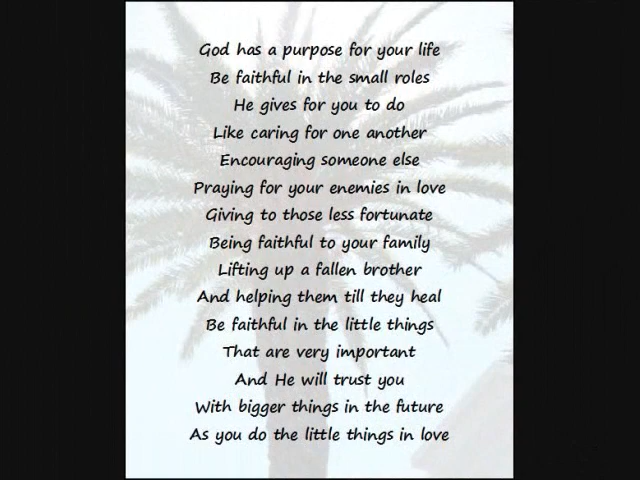 God has a purpose for your life
Be faithful in the small roles
He gives for you to do
Like caring for one another
Encouraging someone else
Praying for your enemies in love
Giving to those less fortunate
Being faithful to your family
Lifting up a fallen brother
And helping them till they heal
Be faithful in the little things
That are very important
And He will trust you
With bigger things in the future
As you do the little things in love